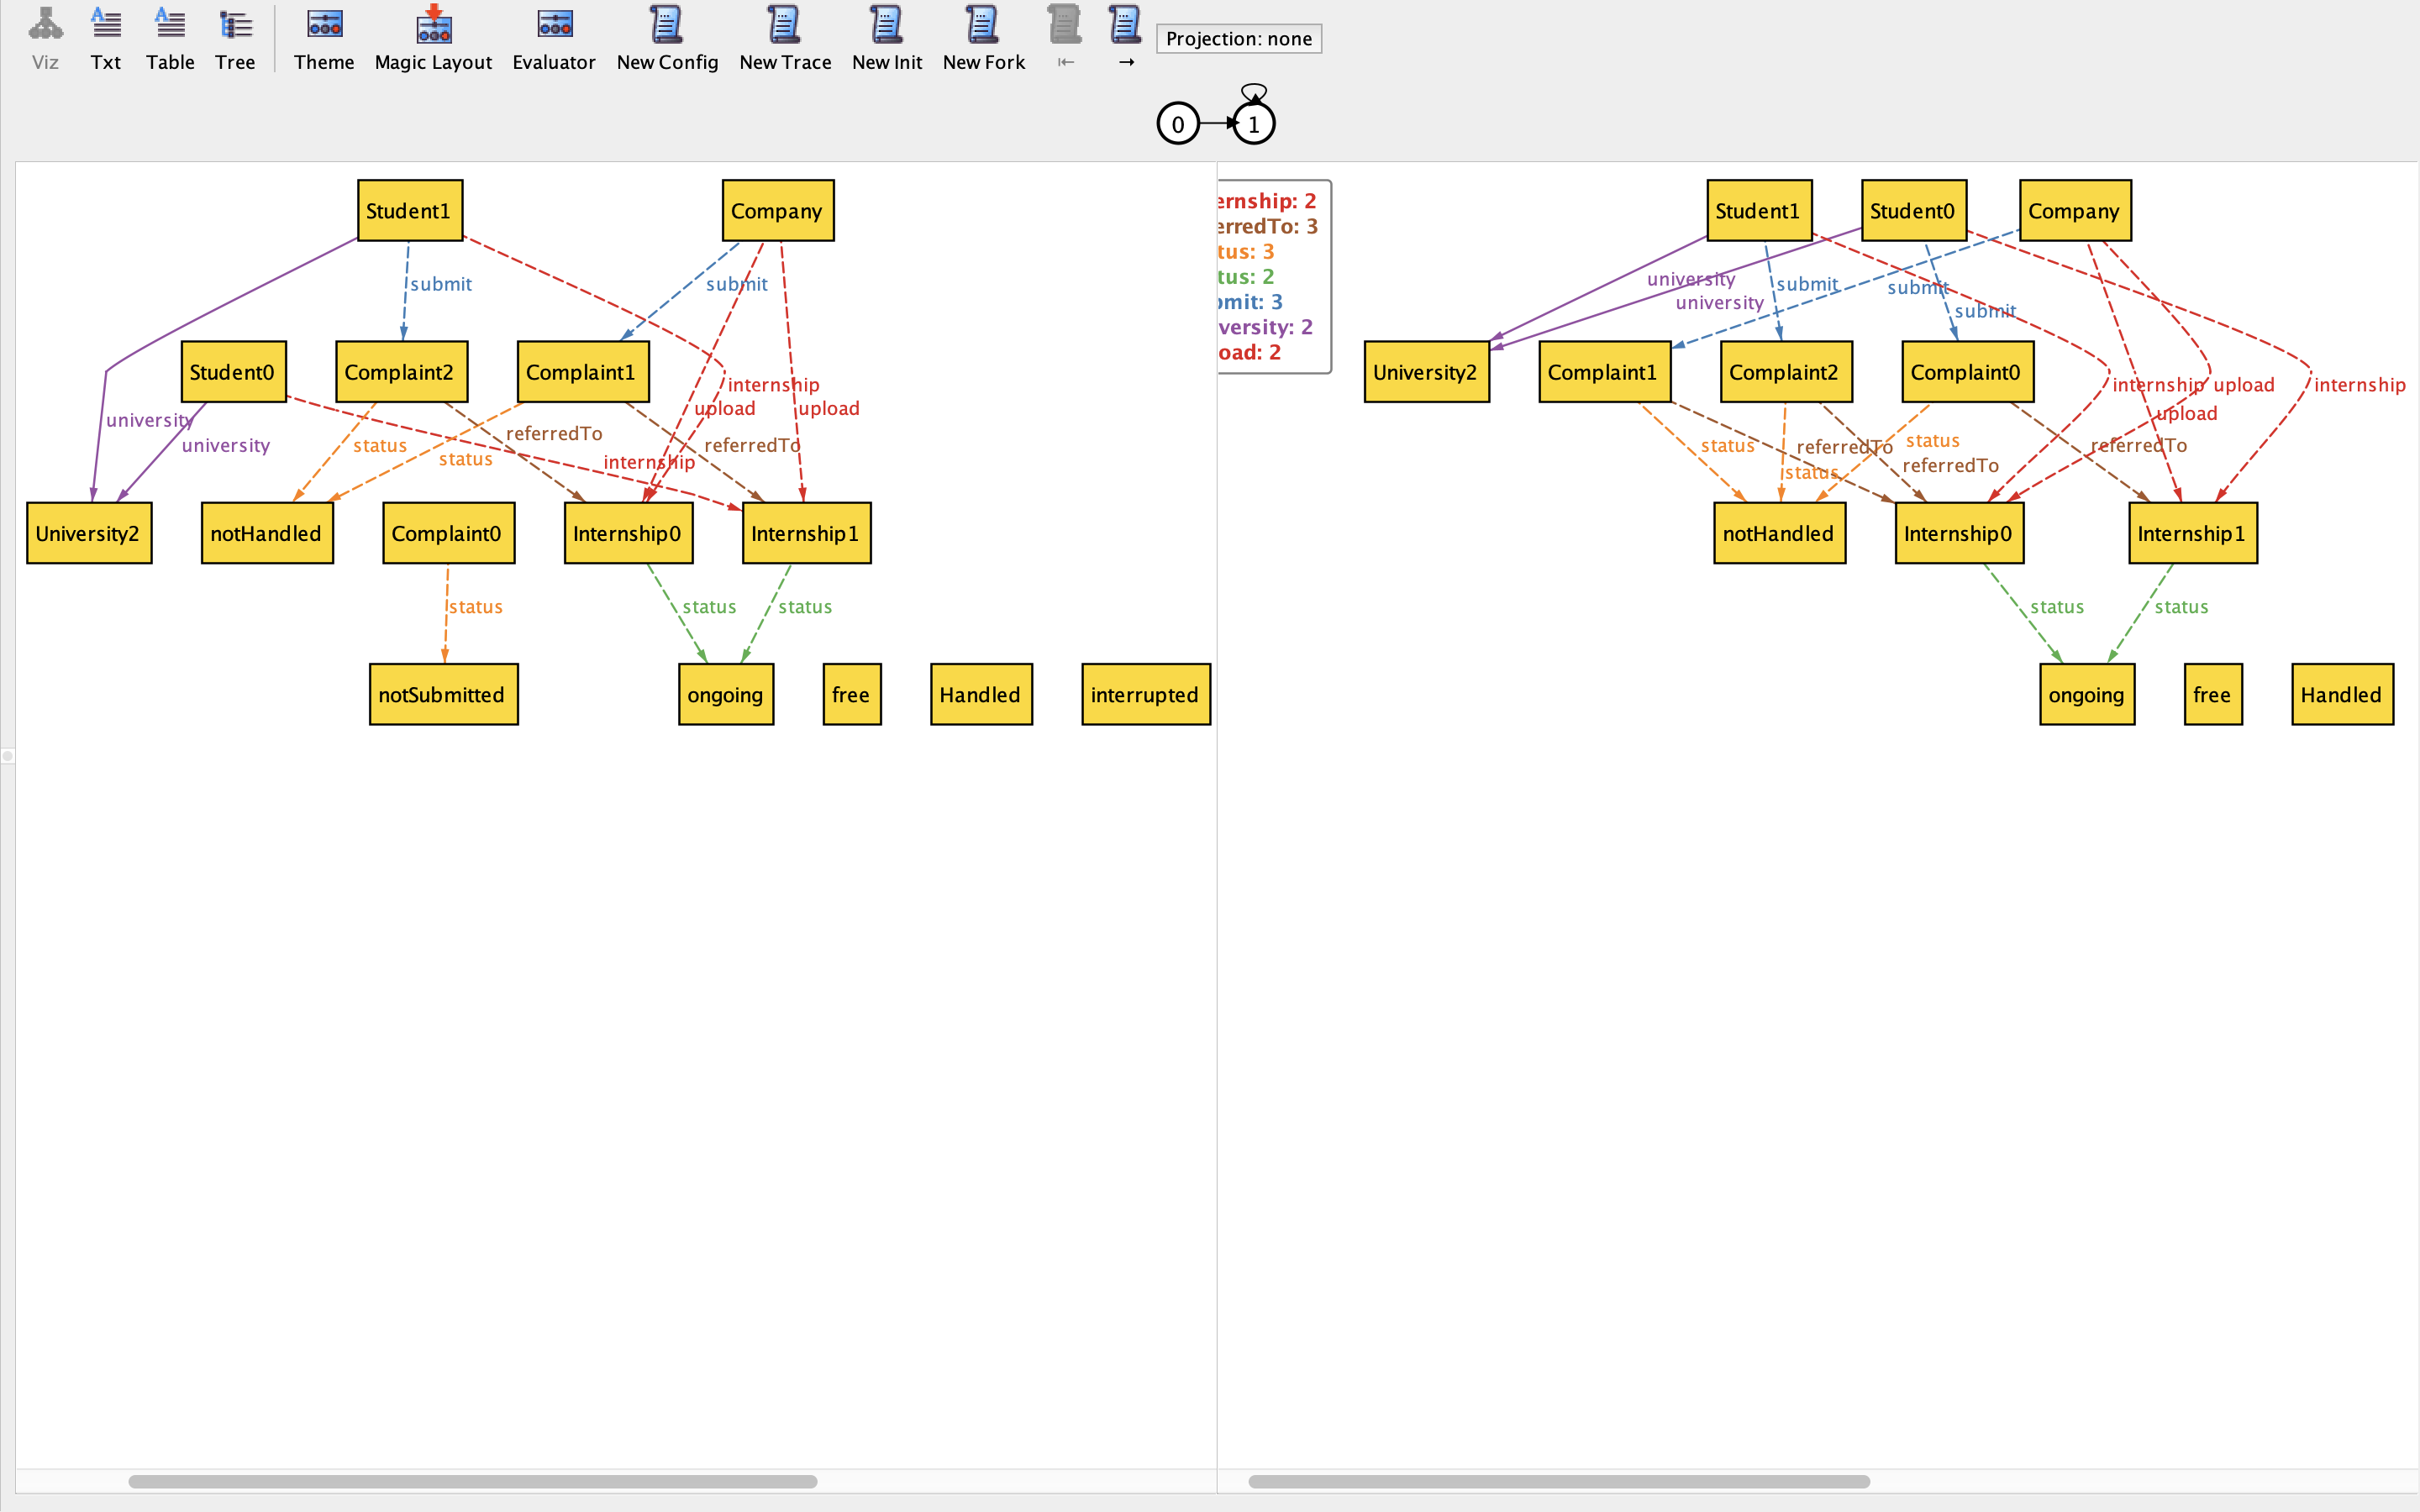 Viz Txt Table Tree Theme Magic Layout Evaluator New Config New Trace New Init New Fork Projection: none
0 1
Student1 Company
submit submit
Student0 Complaint2 Complaint1
internship
upload upload
university
university status status referredTo referredTo
internship
University2 notHandled Complaint0 Internship0 Internship1
status status status
notSubmitted ongoing free Handled interrupted
ernship: 2
erredTo: 3
tus: 3
tus: 2
mit: 3
versity: 2
oad: 2
Student1 Student0 Company
university submit submit
university submit
University2 Complaint1 Complaint2 Complaint0
internship upload internship
upload
status referredTo status referredTo
status referredTo
notHandled Internship0 Internship1
status status
ongoing free Handled